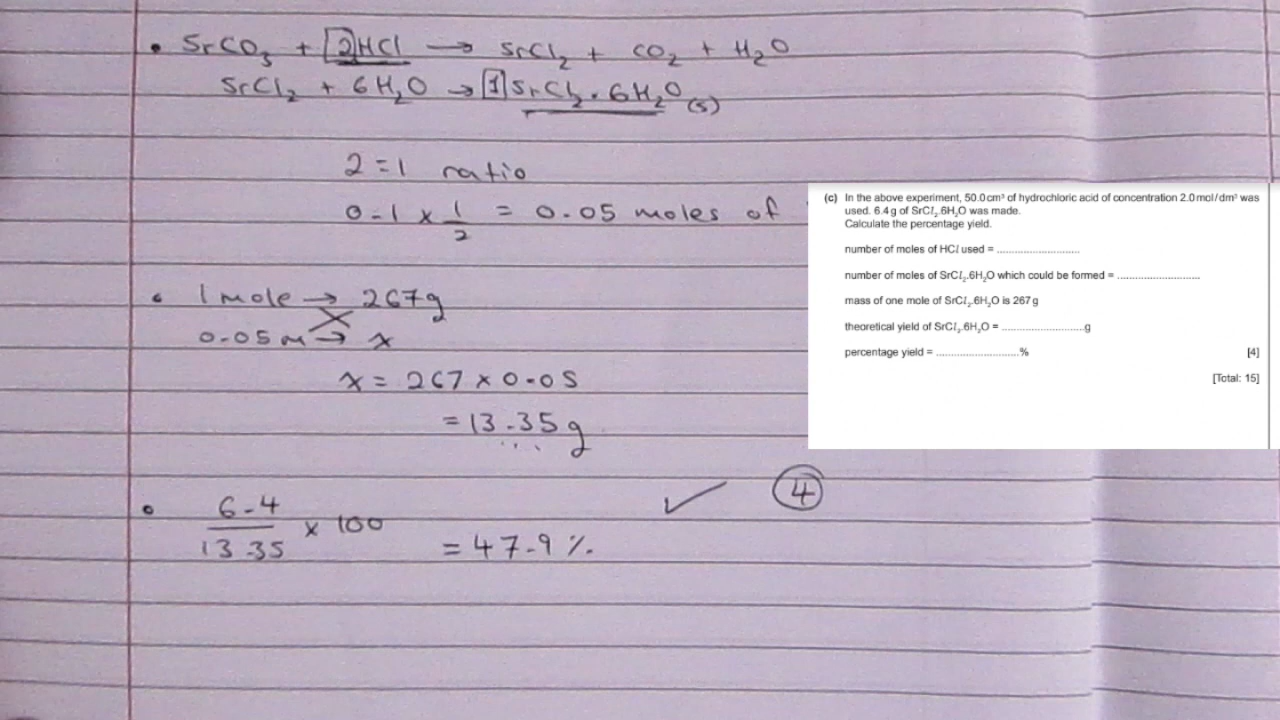 • SrCO₃ + 2HCl → SrCl₂ + CO₂ + H₂O
SrCl₂ + 6H₂O → 1SrCl₂.6H₂O(s)
2=1 ratio
0-1 × 1/2 = 0.05 moles of
• 1 mole → 267g
0-05 m → x
x = 267 × 0-05
= 13-35 g
• 6-4/13.35 × 100 = 47-9 %.
✓ 4
(c) In the above experiment, 50.0 cm³ of hydrochloric acid of concentration 2.0 mol/dm³ was
used. 6.4 g of SrCl₂.6H₂O was made.
Calculate the percentage yield.
number of moles of HCl used = ..............................
number of moles of SrCl₂.6H₂O which could be formed = ..............................
mass of one mole of SrCl₂.6H₂O is 267 g
theoretical yield of SrCl₂.6H₂O = ..............................g
percentage yield = ..............................% [4]
[Total: 15]